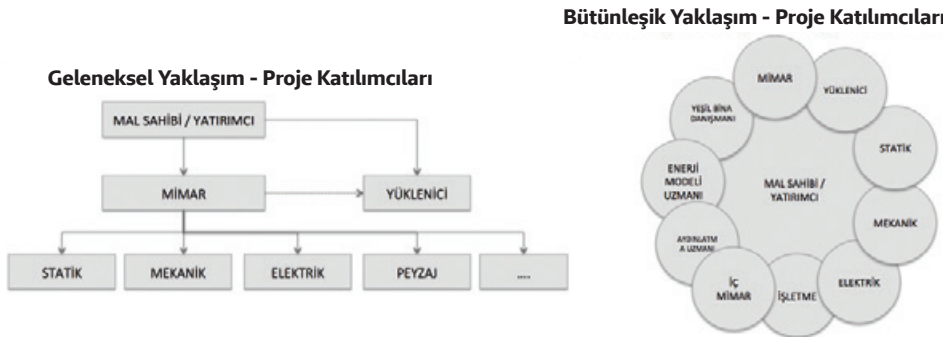 Geleneksel Yaklaşım - Proje Katılımcıları
MAL SAHİBİ / YATIRIMCI
MİMAR
YÜKLENİCİ
STATİK
MEKANİK
ELEKTRİK
PEYZAJ
....
Bütünleşik Yaklaşım - Proje Katılımcıları
MİMAR
YÜKLENİCİ
STATİK
MEKANİK
ELEKTRİK
İŞLETME
İÇ
MİMAR
AYDINLATM
A UZMANI
ENERJİ
MODELİ
UZMANI
YEŞİL BİNA
DANIŞMANI
MAL SAHİBİ /
YATIRIMCI